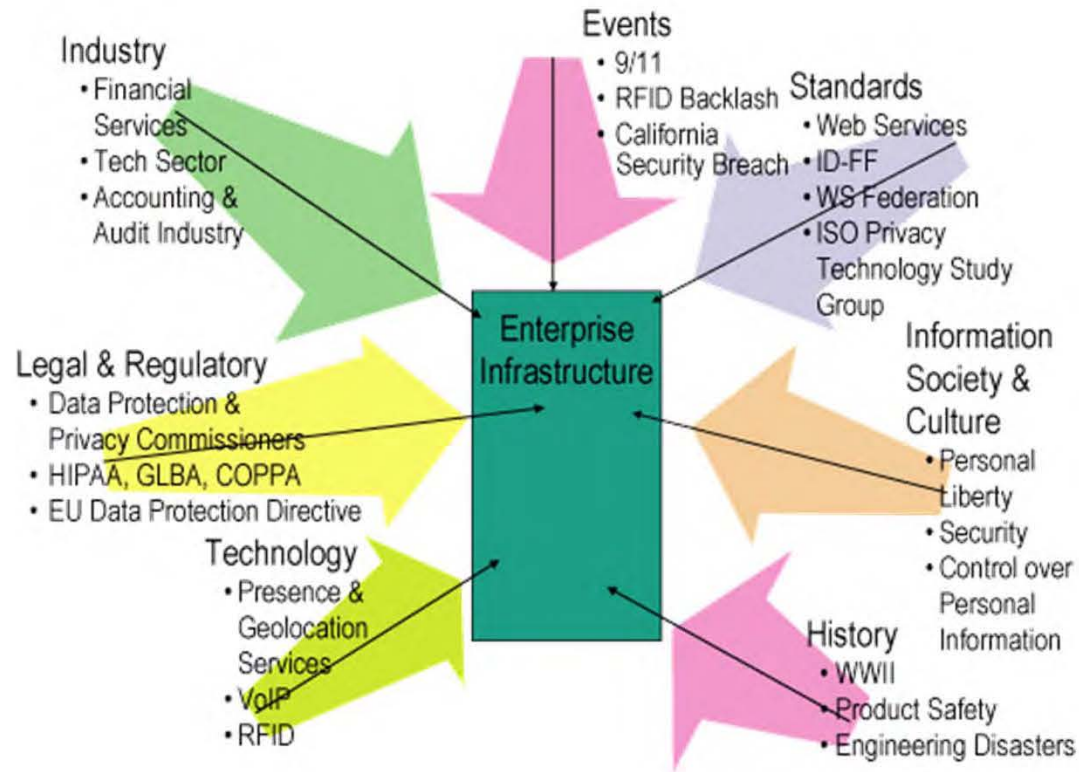 Events
• 9/11
• RFID Backlash
• California
Security Breach
Industry
• Financial
Services
• Tech Sector
• Accounting &
Audit Industry
Standards
• Web Services
• ID-FF
• WS Federation
• ISO Privacy
Technology Study
Group
Enterprise
Infrastructure
Legal & Regulatory
• Data Protection &
Privacy Commissioners
• HIPAA, GLBA, COPPA
• EU Data Protection Directive
Information
Society &
Culture
• Personal
Liberty
• Security
• Control over
Personal
Information
Technology
• Presence &
Geolocation
Services
• VoIP
• RFID
History
• WWII
• Product Safety
• Engineering Disasters